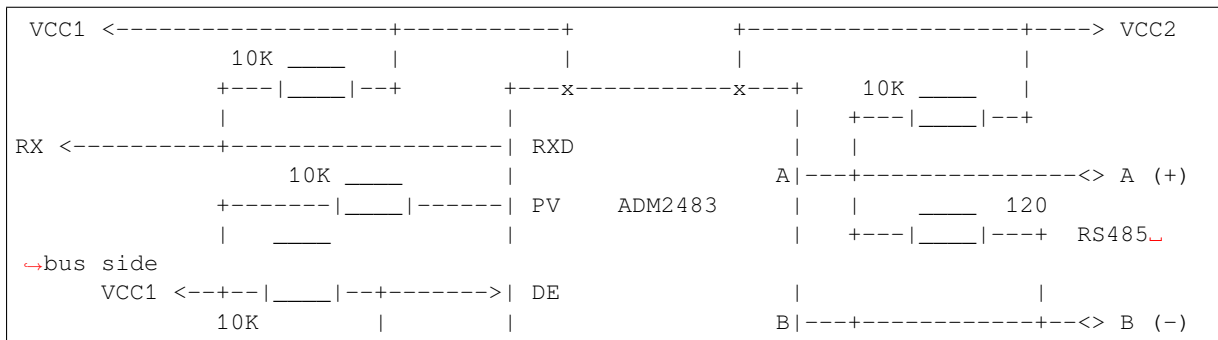 VCC1 <-------------------+-----------+           +-------------------+----> VCC2
              10K ____      |           |           |                   |
             +---|____|--+  +---x-----------x---+    10K ____   |
             |                  |                   |   +---|____|--+
RX <----------+-------------------| RXD              |   |
                  10K ____       |                 A|---+---------------<> A (+)
             +-------|____|------| PV    ADM2483     |   |    ____  120
             |   ____            |                   |   +---|____|---+  RS485␣
↪bus side
     VCC1 <--+--|____|--+------->| DE                |                |
             10K        |        |                 B|---+------------+--<> B (-)